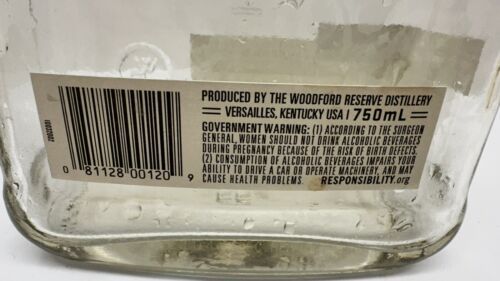 PRODUCED BY THE WOODFORD RESERVE DISTILLERY
VERSAILLES, KENTUCKY USA | 750mL
GOVERNMENT WARNING: (1) ACCORDING TO THE SURGEON
GENERAL, WOMEN SHOULD NOT DRINK ALCOHOLIC BEVERAGES
DURING PREGNANCY BECAUSE OF THE RISK OF BIRTH DEFECTS.
(2) CONSUMPTION OF ALCOHOLIC BEVERAGES IMPAIRS YOUR
ABILITY TO DRIVE A CAR OR OPERATE MACHINERY, AND MAY
CAUSE HEALTH PROBLEMS. RESPONSIBILITY.org
0 81128 00120 9